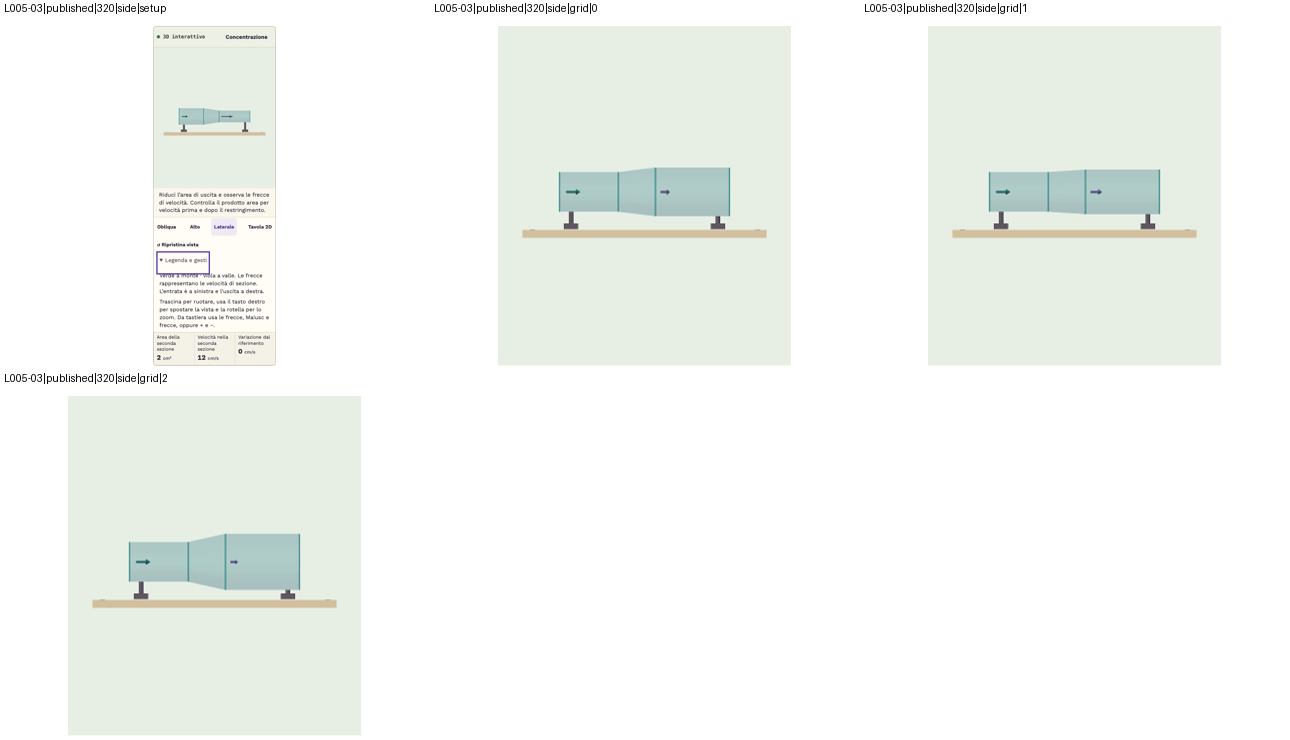 L005-03|published|320|side|setup
L005-03|published|320|side|grid|0
L005-03|published|320|side|grid|1
3D interattivo
Concentrazione
Riduci l'area di uscita e osserva le frecce
di velocità. Controlla il prodotto area per
velocità prima e dopo il restringimento.
Obliqua Alto Laterale Tavola 2D
↺ Ripristina vista
▼ Legenda e gesti
Verde a monte · viola a valle. Le frecce
rappresentano le velocità di sezione.
L'entrata è a sinistra e l'uscita a destra.
Trascina per ruotare, usa il tasto destro
per spostare la vista e la rotella per lo
zoom. Da tastiera usa le frecce, Maiusc e
frecce, oppure + e −.
Area della
seconda
sezione
2 cm²
Velocità nella
seconda
sezione
12 cm/s
Variazione dal
riferimento
0 cm/s
L005-03|published|320|side|grid|2